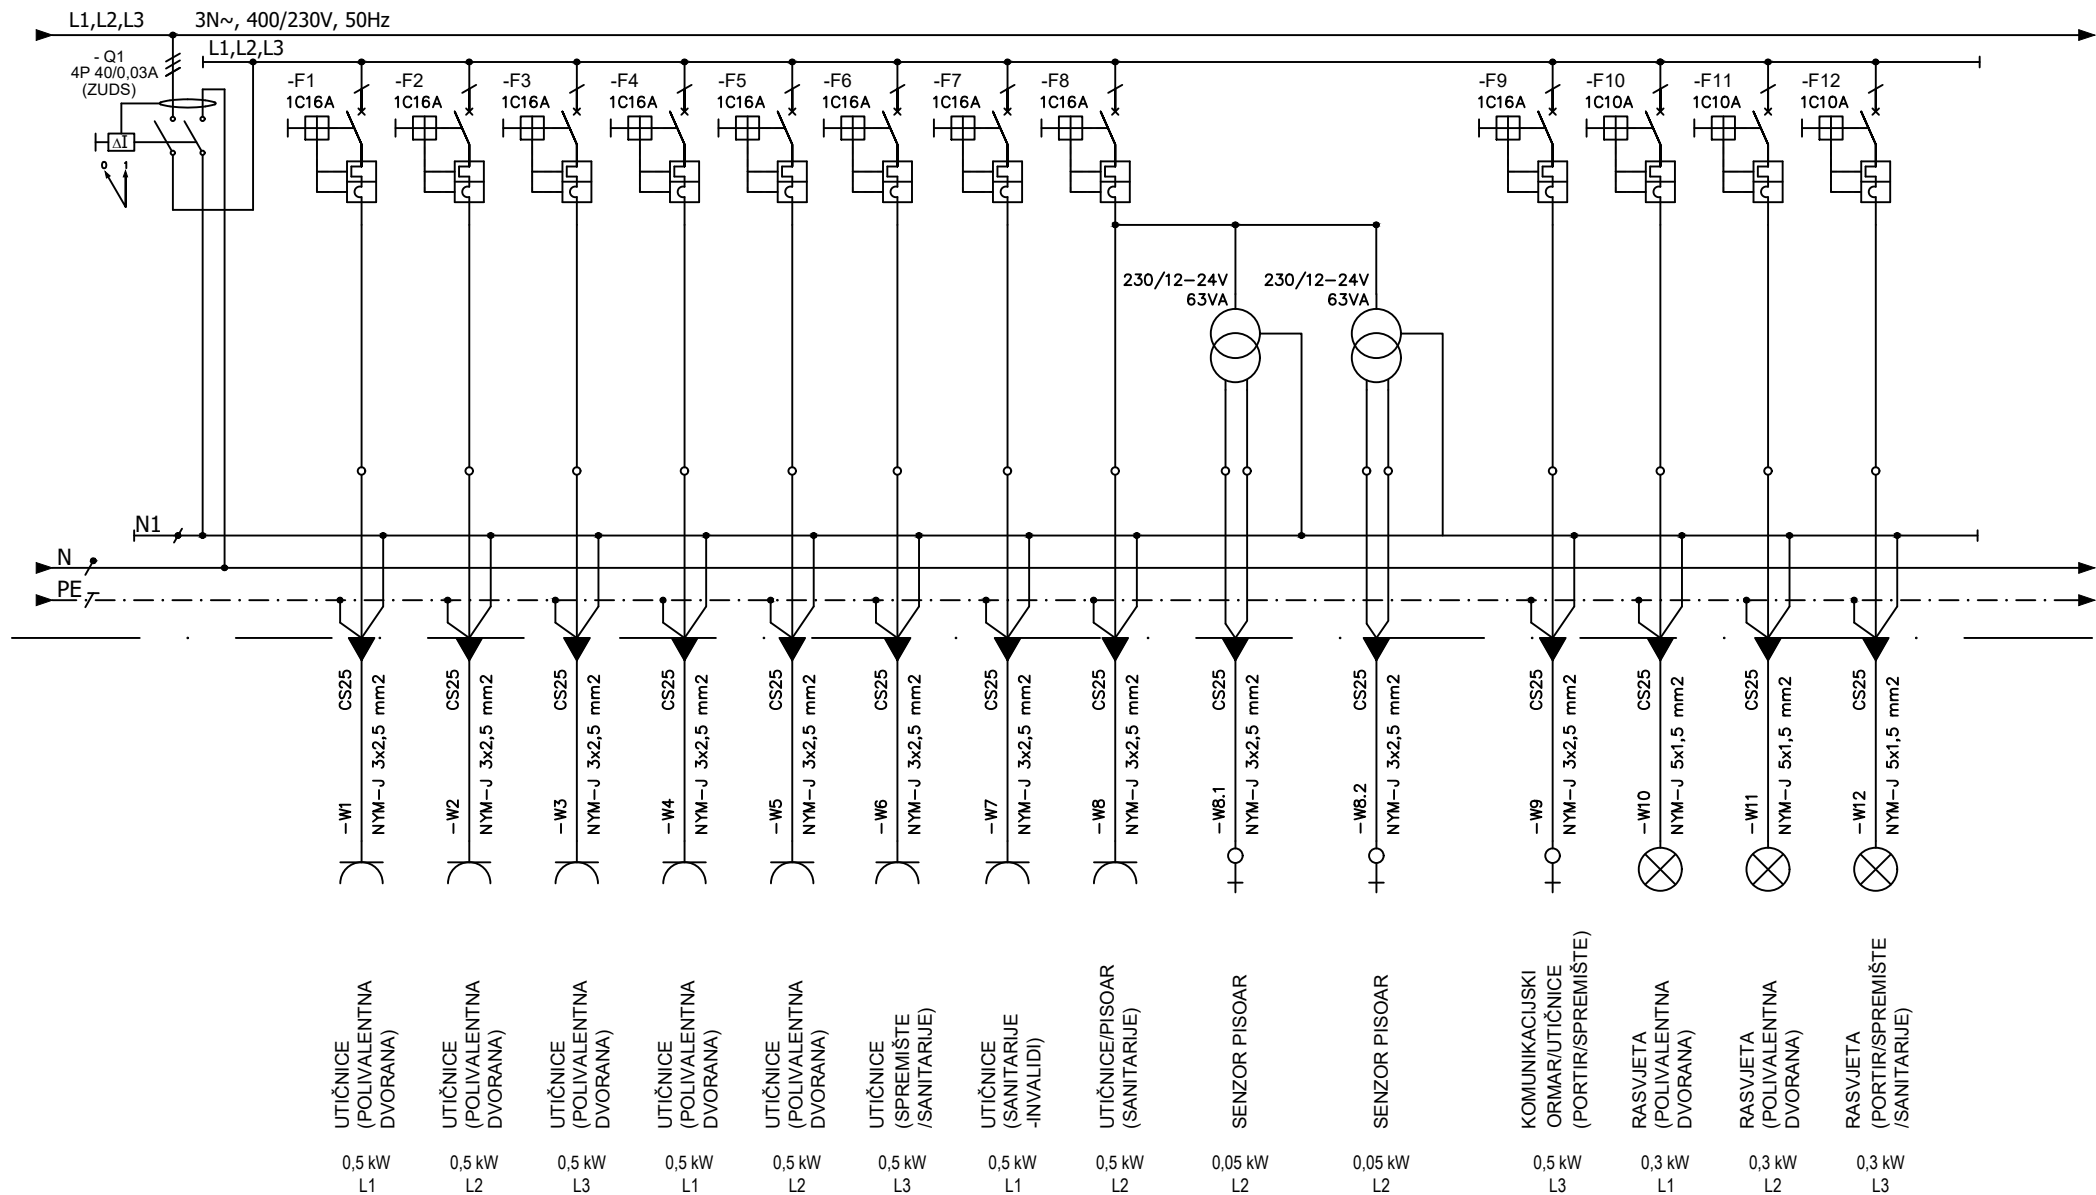 L1,L2,L3
3N~, 400/230V, 50Hz
L1,L2,L3
- Q1
4P 40/0,03A
(ZUDS)
ΔI
0 1
-F1
1C16A
-F2
1C16A
-F3
1C16A
-F4
1C16A
-F5
1C16A
-F6
1C16A
-F7
1C16A
-F8
1C16A
-F9
1C16A
-F10
1C10A
-F11
1C10A
-F12
1C10A
230/12-24V
63VA
230/12-24V
63VA
N1
N
PE
-W1 CS25
NYM-J 3x2,5 mm2
-W2 CS25
NYM-J 3x2,5 mm2
-W3 CS25
NYM-J 3x2,5 mm2
-W4 CS25
NYM-J 3x2,5 mm2
-W5 CS25
NYM-J 3x2,5 mm2
-W6 CS25
NYM-J 3x2,5 mm2
-W7 CS25
NYM-J 3x2,5 mm2
-W8 CS25
NYM-J 3x2,5 mm2
-W8.1 CS25
NYM-J 3x2,5 mm2
-W8.2 CS25
NYM-J 3x2,5 mm2
-W9 CS25
NYM-J 3x2,5 mm2
-W10 CS25
NYM-J 5x1,5 mm2
-W11 CS25
NYM-J 5x1,5 mm2
-W12 CS25
NYM-J 5x1,5 mm2
UTIČNICE
(POLIVALENTNA
DVORANA)
0,5 kW
L1
UTIČNICE
(POLIVALENTNA
DVORANA)
0,5 kW
L2
UTIČNICE
(POLIVALENTNA
DVORANA)
0,5 kW
L3
UTIČNICE
(POLIVALENTNA
DVORANA)
0,5 kW
L1
UTIČNICE
(POLIVALENTNA
DVORANA)
0,5 kW
L2
UTIČNICE
(SPREMIŠTE
/SANITARIJE)
0,5 kW
L3
UTIČNICE
(SANITARIJE
-INVALIDI)
0,5 kW
L1
UTIČNICE/PISOAR
(SANITARIJE)
0,5 kW
L2
SENZOR PISOAR
0,05 kW
L2
SENZOR PISOAR
0,05 kW
L2
KOMUNIKACIJSKI
ORMAR/UTIČNICE
(PORTIR/SPREMIŠTE)
0,5 kW
L3
RASVJETA
(POLIVALENTNA
DVORANA)
0,3 kW
L1
RASVJETA
(POLIVALENTNA
DVORANA)
0,3 kW
L2
RASVJETA
(PORTIR/SPREMIŠTE
/SANITARIJE)
0,3 kW
L3